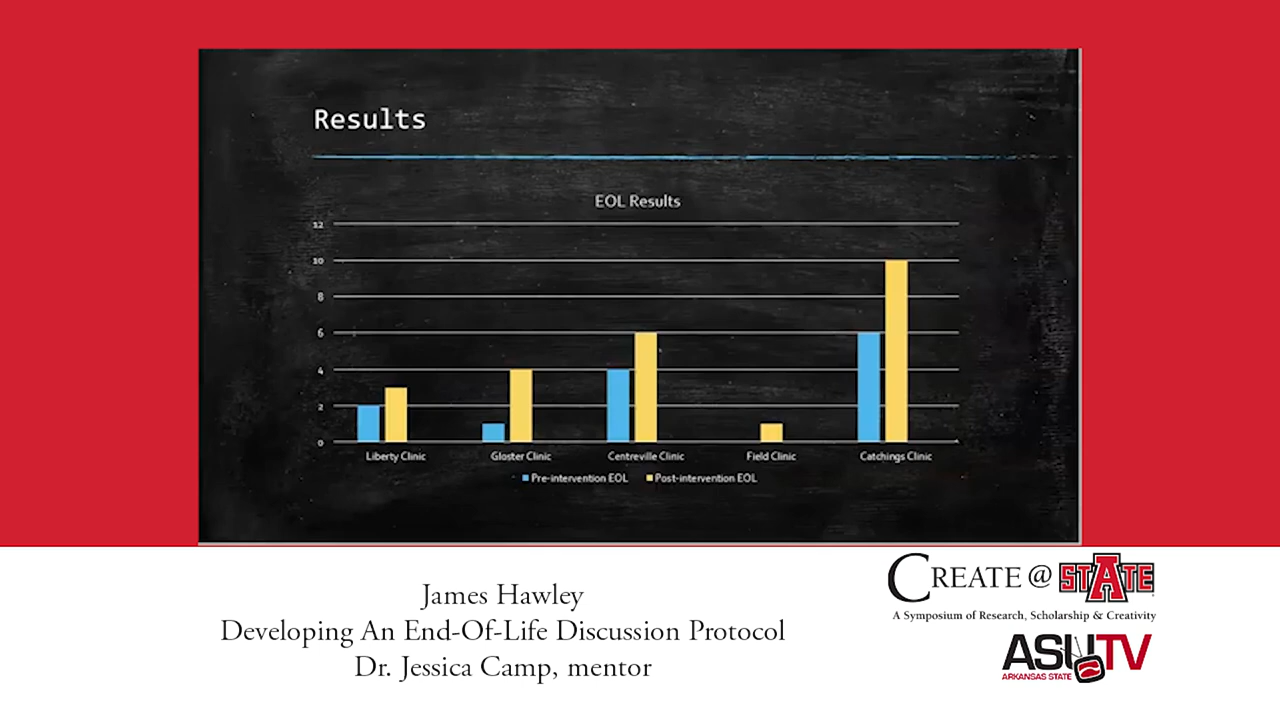 Results
EOL Results
12
10
8
6
4
2
0
Liberty Clinic Gloster Clinic Centreville Clinic Field Clinic Catchings Clinic
Pre-intervention EOL Post-intervention EOL
James Hawley
Developing An End-Of-Life Discussion Protocol
Dr. Jessica Camp, mentor
CREATE @ STATE
A Symposium of Research, Scholarship & Creativity
ASUTV
ARKANSAS STATE